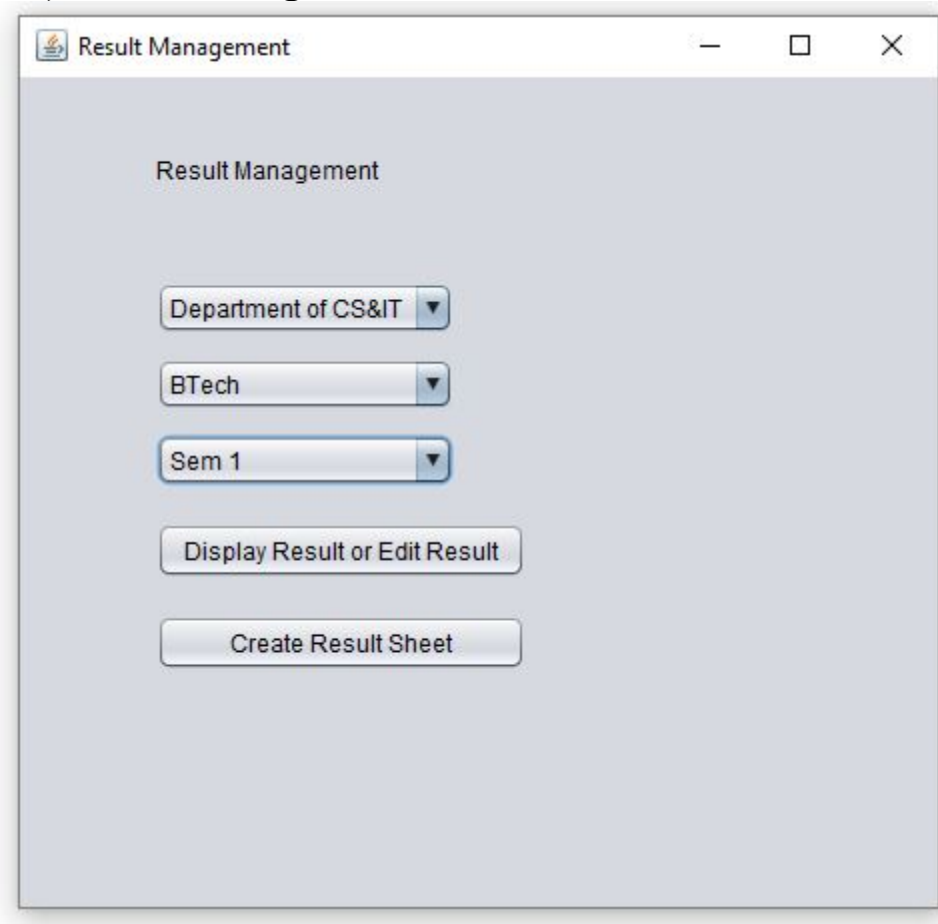 Result Management
Result Management
Department of CS&IT
BTech
Sem 1
Display Result or Edit Result
Create Result Sheet